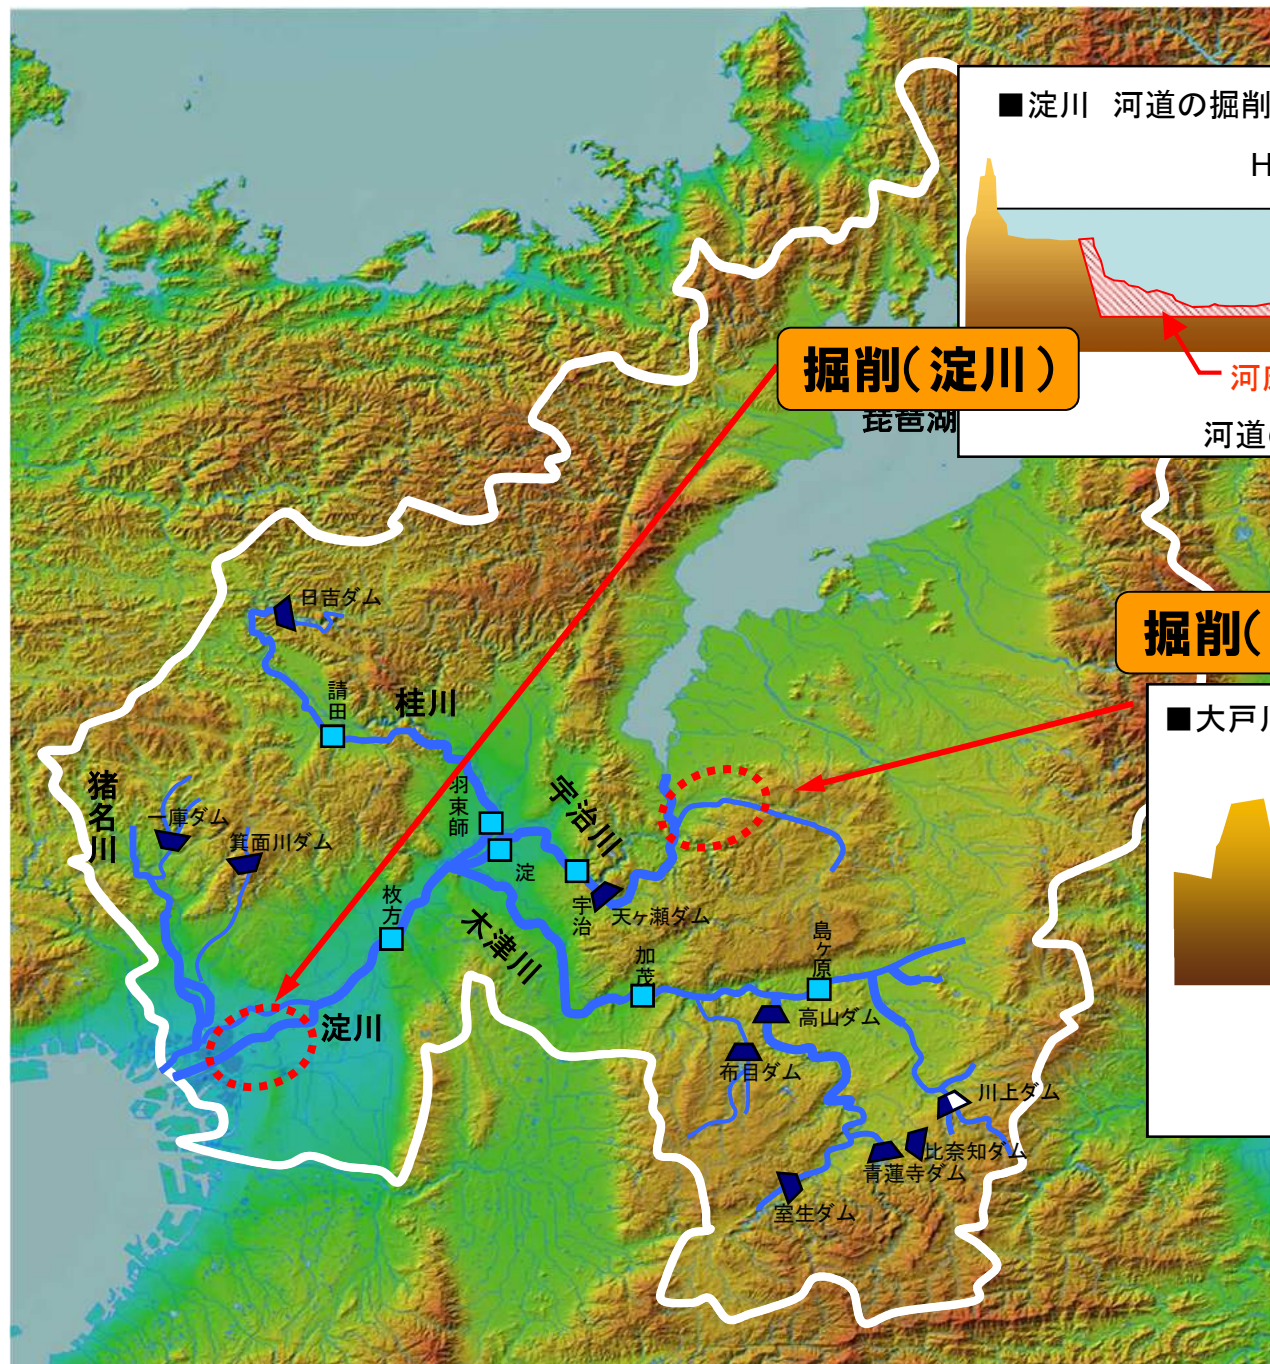 ■淀川 河道の掘削
H
掘削(淀川)
河
河道
琵琶湖
日吉ダム
掘削(
請田
桂川
■大戸川
猪名川
羽束師
宇治川
一庫ダム
箕面川ダム
淀
枚方
宇治
天ヶ瀬ダム
木津川
加茂
島ヶ原
淀川
高山ダム
布目ダム
川上ダム
比奈知ダム
青蓮寺ダム
室生ダム